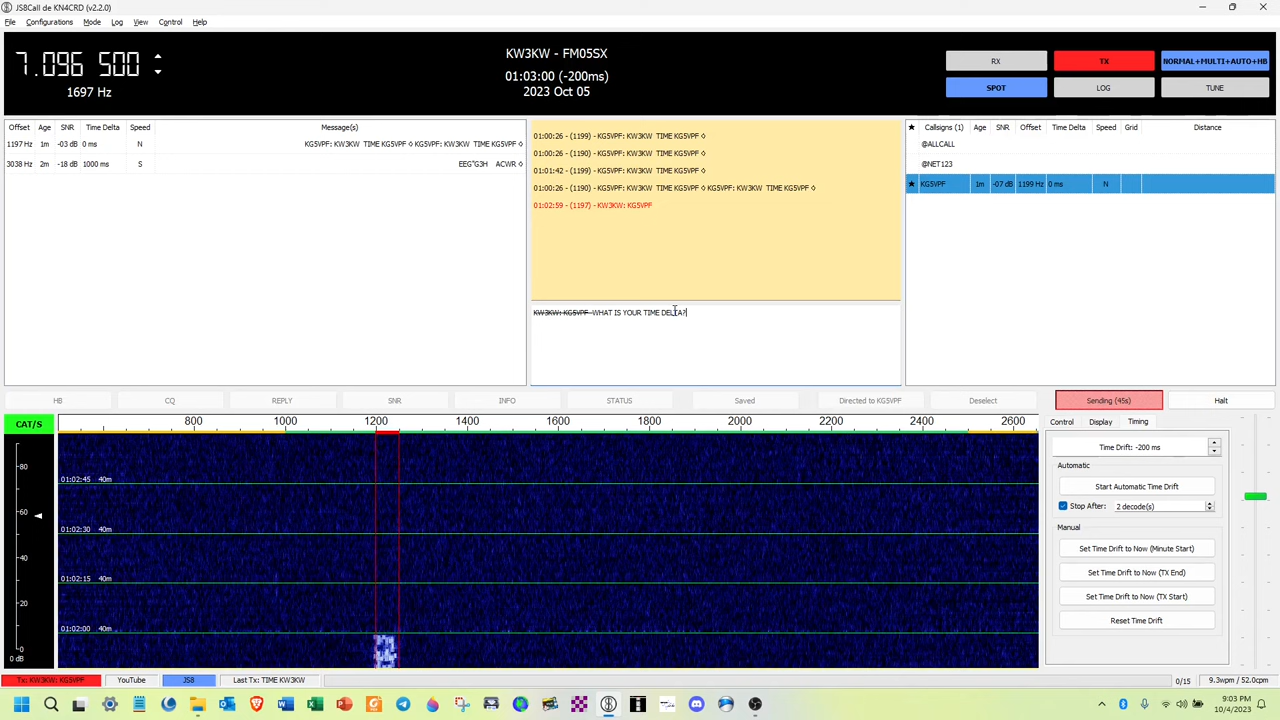 JS8Call de KN4CRD (v2.2.0)
File Configurations Mode Log View Control Help
7.096 500
1697 Hz
KW3KW - FM05SX
01:03:00 (-200ms)
2023 Oct 05
RX TX NORMAL+MULTI+AUTO+HB
SPOT LOG TUNE
Offset Age SNR Time Delta Speed Message(s)
1197 Hz 1m -03 dB 0 ms N KG5VPF: KW3KW TIME KG5VPF ◊ KG5VPF: KW3KW TIME KG5VPF ◊
3038 Hz 2m -18 dB 1000 ms S EEG"G3H ACWR ◊
01:00:26 - (1199) - KG5VPF: KW3KW TIME KG5VPF ◊
01:00:26 - (1190) - KG5VPF: KW3KW TIME KG5VPF ◊
01:01:42 - (1199) - KG5VPF: KW3KW TIME KG5VPF ◊
01:00:26 - (1190) - KG5VPF: KW3KW TIME KG5VPF ◊ KG5VPF: KW3KW TIME KG5VPF ◊
01:02:59 - (1197) - KW3KW: KG5VPF
KW3KW: KG5VPF WHAT IS YOUR TIME DELTA?
★ Callsigns (1) Age SNR Offset Time Delta Speed Grid Distance
@ALLCALL
@NET123
★ KG5VPF 1m -07 dB 1199 Hz 0 ms N
HB CQ REPLY SNR INFO STATUS Saved Directed to KG5VPF Deselect Sending (45s) Halt
CAT/S
800 1000 1200 1400 1600 1800 2000 2200 2400 2600
80
60
40
20
0
0 dB
01:02:45 40m
01:02:30 40m
01:02:15 40m
01:02:00 40m
Control Display Timing
Time Drift: -200 ms
Automatic
Start Automatic Time Drift
Stop After: 2 decode(s)
Manual
Set Time Drift to Now (Minute Start)
Set Time Drift to Now (TX End)
Set Time Drift to Now (TX Start)
Reset Time Drift
Tx: KW3KW: KG5VPF YouTube JS8 Last Tx: TIME KW3KW 0/15 9.3wpm / 52.0cpm
9:03 PM
10/4/2023